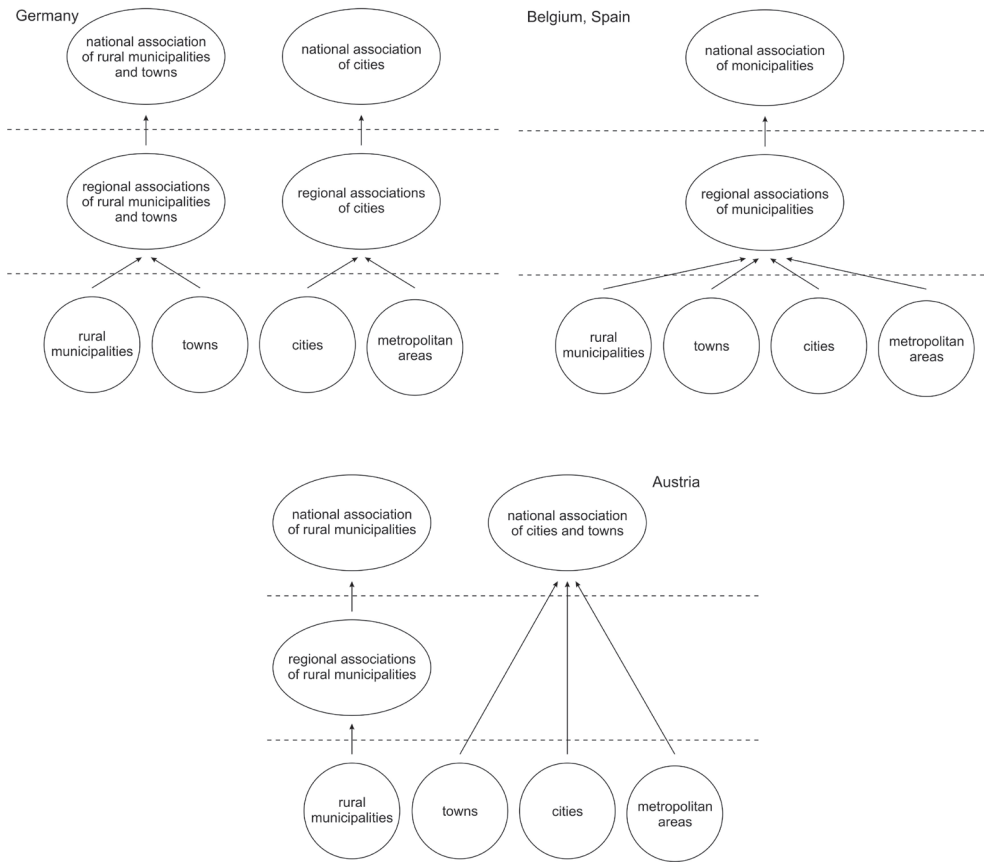 Germany
national association
of rural municipalities
and towns
national association
of cities
regional associations
of rural municipalities
and towns
regional associations
of cities
rural
municipalities
towns
cities
metropolitan
areas
Belgium, Spain
national association
of monicipalities
regional associations
of municipalities
rural
municipalities
towns
cities
metropolitan
areas
Austria
national association
of rural municipalities
national association
of cities and towns
regional associations
of rural municipalities
rural
municipalities
towns
cities
metropolitan
areas